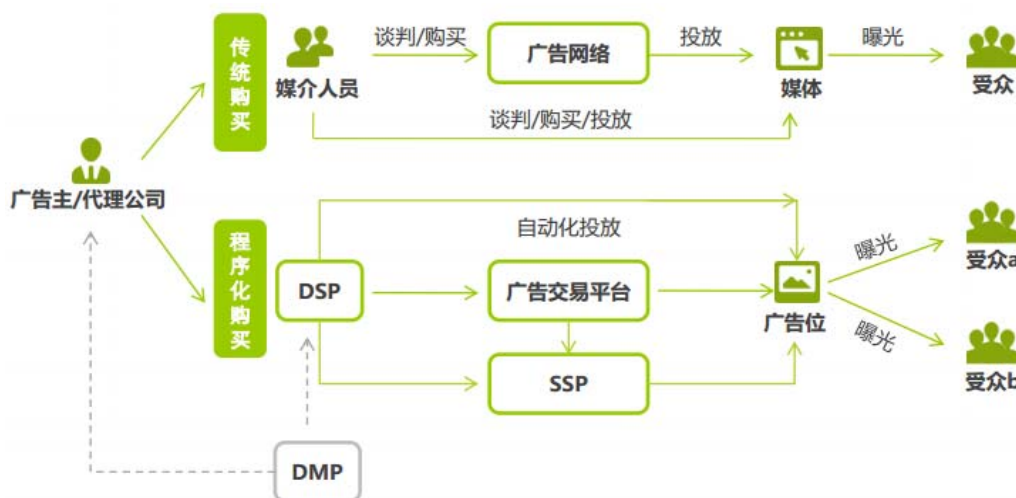 传统购买
媒介人员
谈判/购买
广告网络
投放
媒体
曝光
受众
谈判/购买/投放
广告主/代理公司
程序化购买
DSP
自动化投放
广告交易平台
SSP
广告位
曝光
受众a
曝光
受众b
DMP